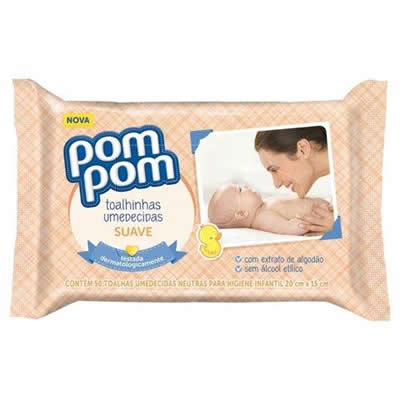 NOVA
pom
pom
toalhinhas
umedecidas
SUAVE
testada
dermatologicamente
com extrato de algodão
sem álcool etílico
CONTÉM 50 TOALHAS UMEDECIDAS NEUTRAS PARA HIGIENE INFANTIL 20 cm x 15 cm